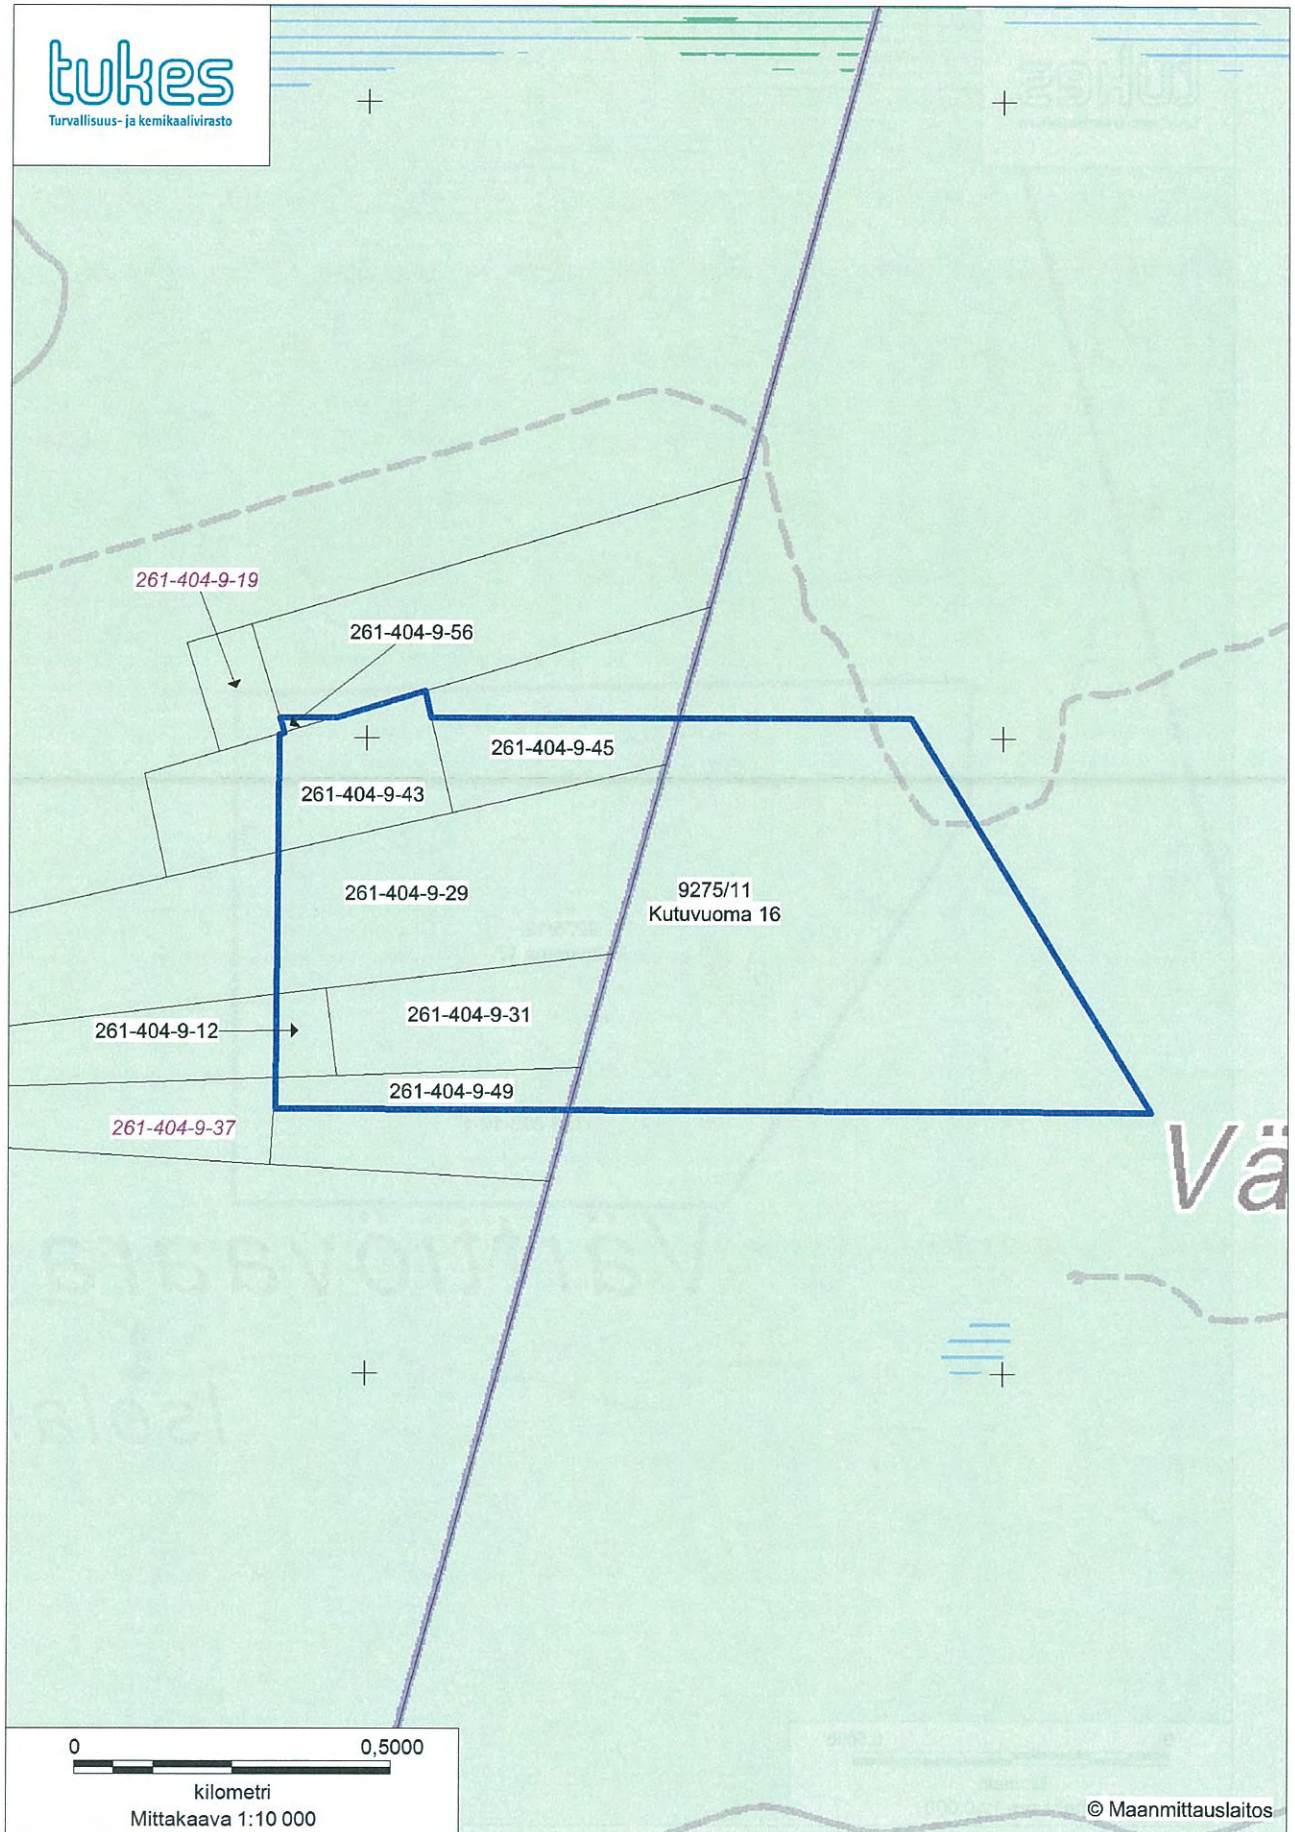 tukes
Turvallisuus- ja kemikaalivirasto
261-404-9-19
261-404-9-56
261-404-9-45
261-404-9-43
261-404-9-29
9275/11
Kutuvuoma 16
261-404-9-31
261-404-9-12
261-404-9-49
261-404-9-37
Vä
0 0,5000
kilometri
Mittakaava 1:10 000
© Maanmittauslaitos